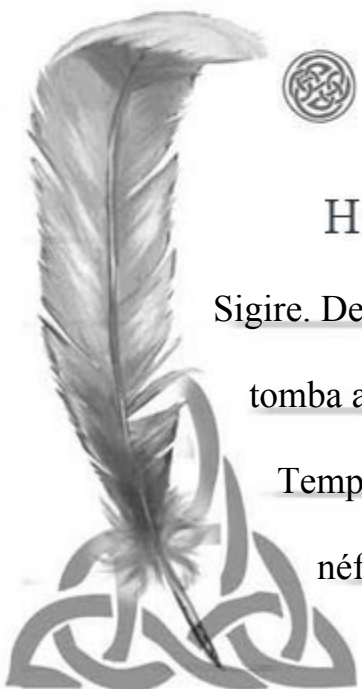 H
Sigire. De
tomba a
Temp
néf